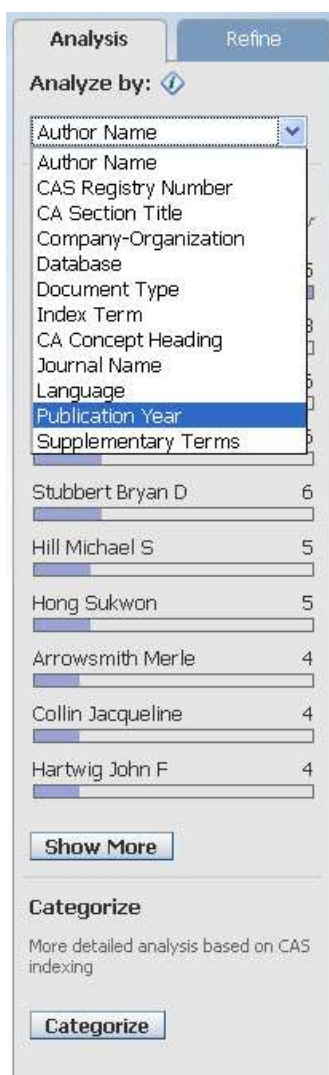 Analysis
Refine
Analyze by:
Author Name
Author Name
CAS Registry Number
CA Section Title
Company-Organization
Database
Document Type
Index Term
CA Concept Heading
Journal Name
Language
Publication Year
Supplementary Terms
Stubbert Bryan D 6
Hill Michael S 5
Hong Sukwon 5
Arrowsmith Merle 4
Collin Jacqueline 4
Hartwig John F 4
Show More
Categorize
More detailed analysis based on CAS
indexing
Categorize